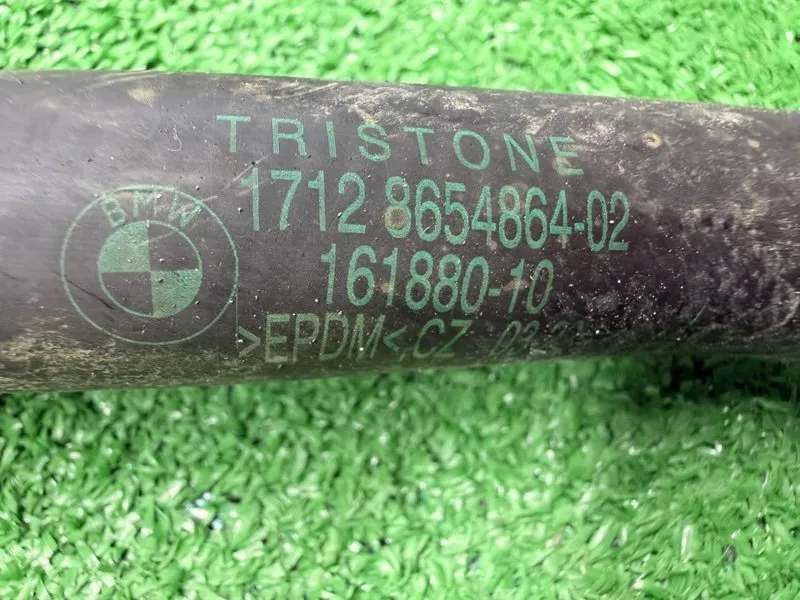 TRISTONE
BMW
1712 8654864-02
161880-10
>EPDM< CZ